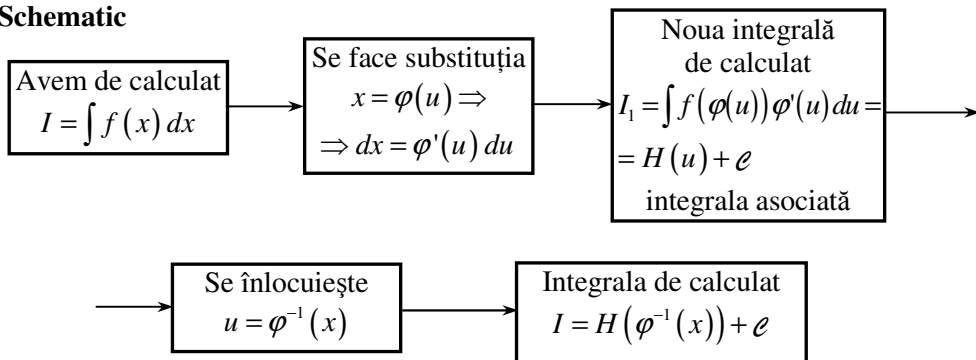 Schematic
Avem de calculat
I = ∫ f(x) dx
Se face substituția
x = φ(u) ⇒
⇒ dx = φ'(u) du
Noua integrală
de calculat
I₁ = ∫ f(φ(u)) φ'(u) du =
= H(u) + 𝒞
integrala asociată
Se înlocuieşte
u = φ⁻¹(x)
Integrala de calculat
I = H(φ⁻¹(x)) + 𝒞